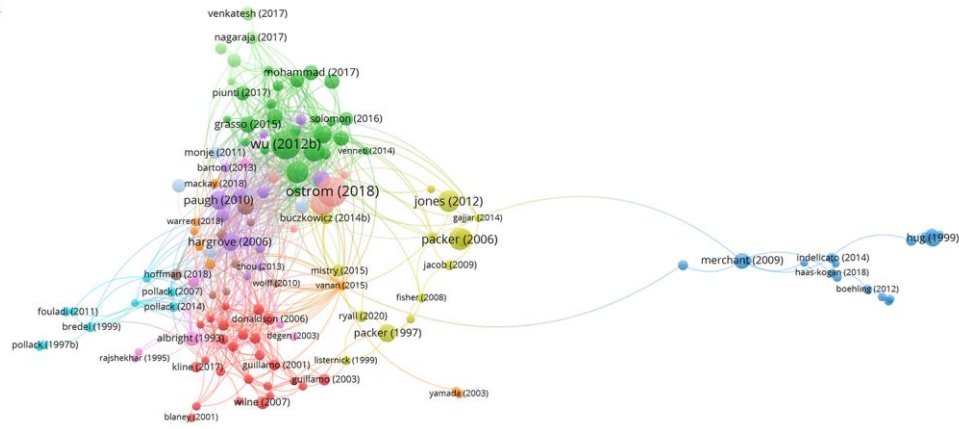 venkatesh (2017)
nagaraja (2017)
mohammad (2017)
piunti (2017)
grasso (2015)
solomon (2016)
wu (2012b)
monje (2011)
venneti (2014)
barton (2013)
mackay (2018)
ostrom (2018)
paugh (2010)
jones (2012)
warren (2013)
buczkowicz (2014b)
gajjar (2014)
hargrove (2006)
packer (2006)
hug (1999)
merchant (2009)
indelicato (2014)
chou (2013)
jacob (2009)
hoffman (2018)
mistry (2015)
haas-kogan (2018)
wolff (2010)
vanan (2015)
pollack (2007)
boehling (2012)
fisher (2008)
pollack (2014)
fouladi (2011)
donaldson (2006)
ryall (2020)
bredel (1999)
albright (1993)
degen (2003)
packer (1997)
pollack (1997b)
rajshekhar (1995)
kline (2017)
guillamo (2001)
listernick (1999)
guillamo (2003)
yamada (2003)
wilne (2007)
blaney (2001)